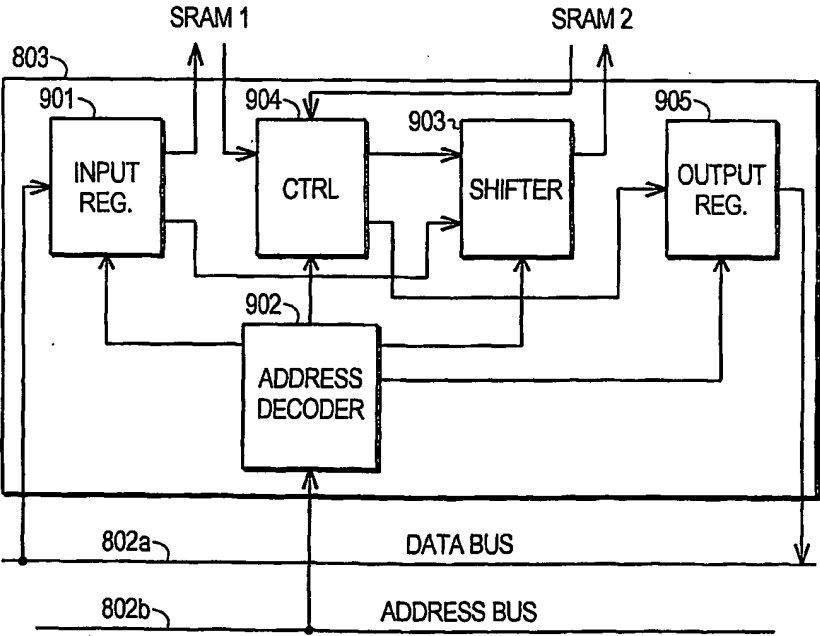 SRAM 1
SRAM 2
803
901
904
903
905
INPUT
REG.
CTRL
SHIFTER
OUTPUT
REG.
902
ADDRESS
DECODER
802a
DATA BUS
802b
ADDRESS BUS